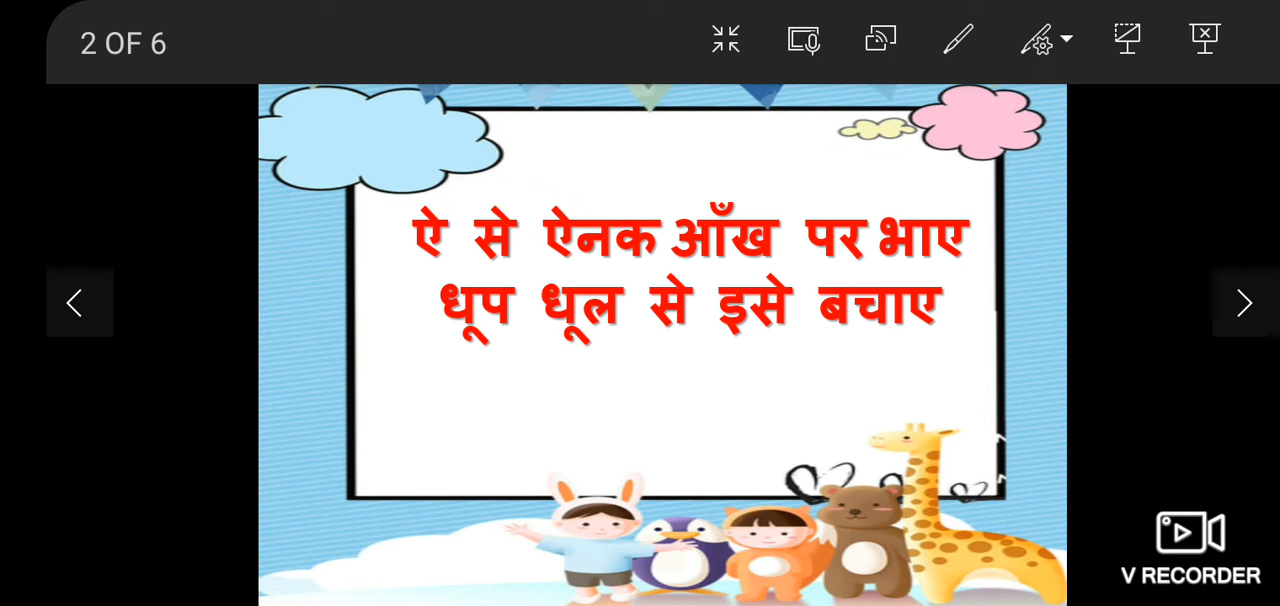 2 OF 6
ऐ से ऐनक आँख पर भाए
धूप धूल से इसे बचाए
V RECORDER